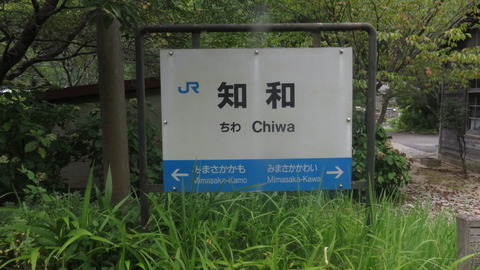 JR
知和
ちわ Chiwa
← みまさかかも みまさかかわい →
Mimasaka-Kamo Mimasaka-Kawai